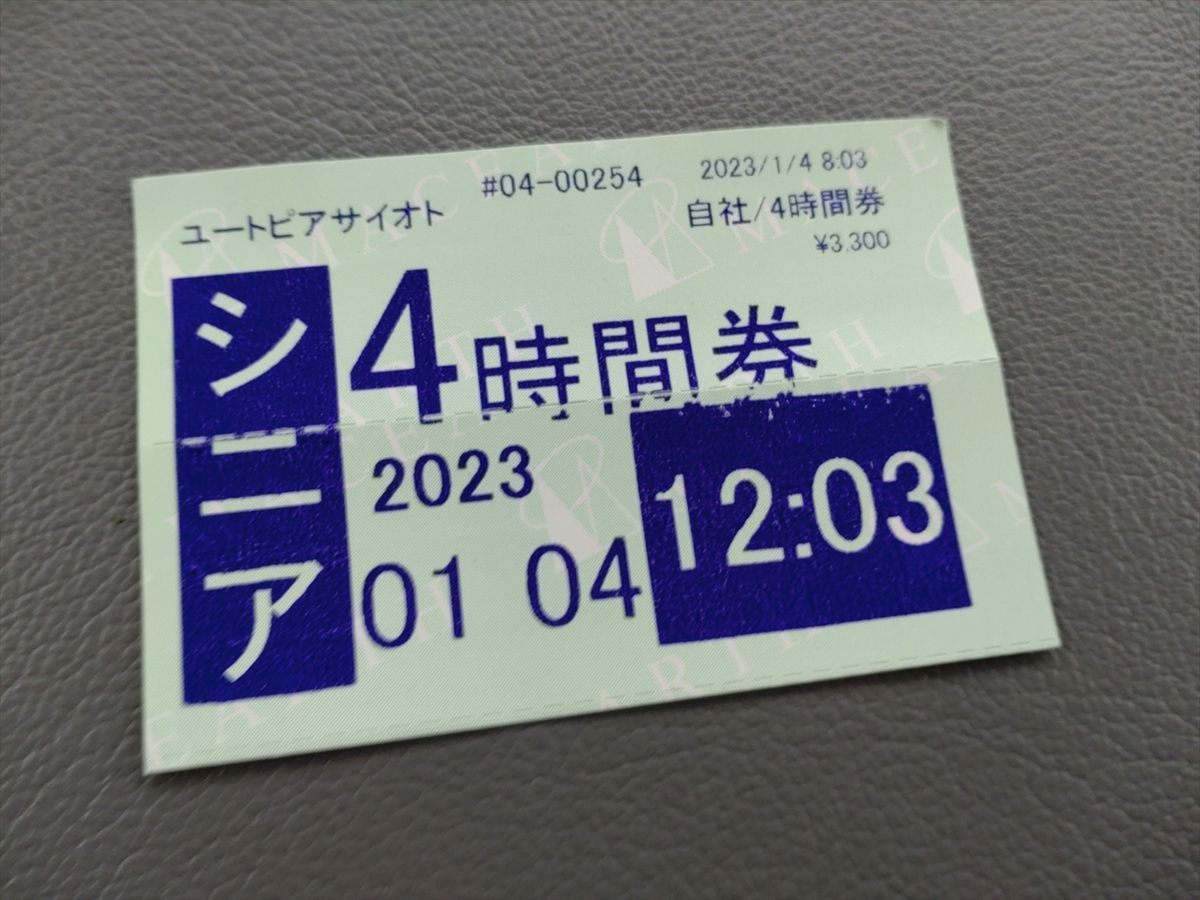 #04-00254
2023/1/4 8:03
ユートピアサイオト
自社/4時間券
¥3,300
シニア
4時間券
2023
01 04
12:03
MACEARTH